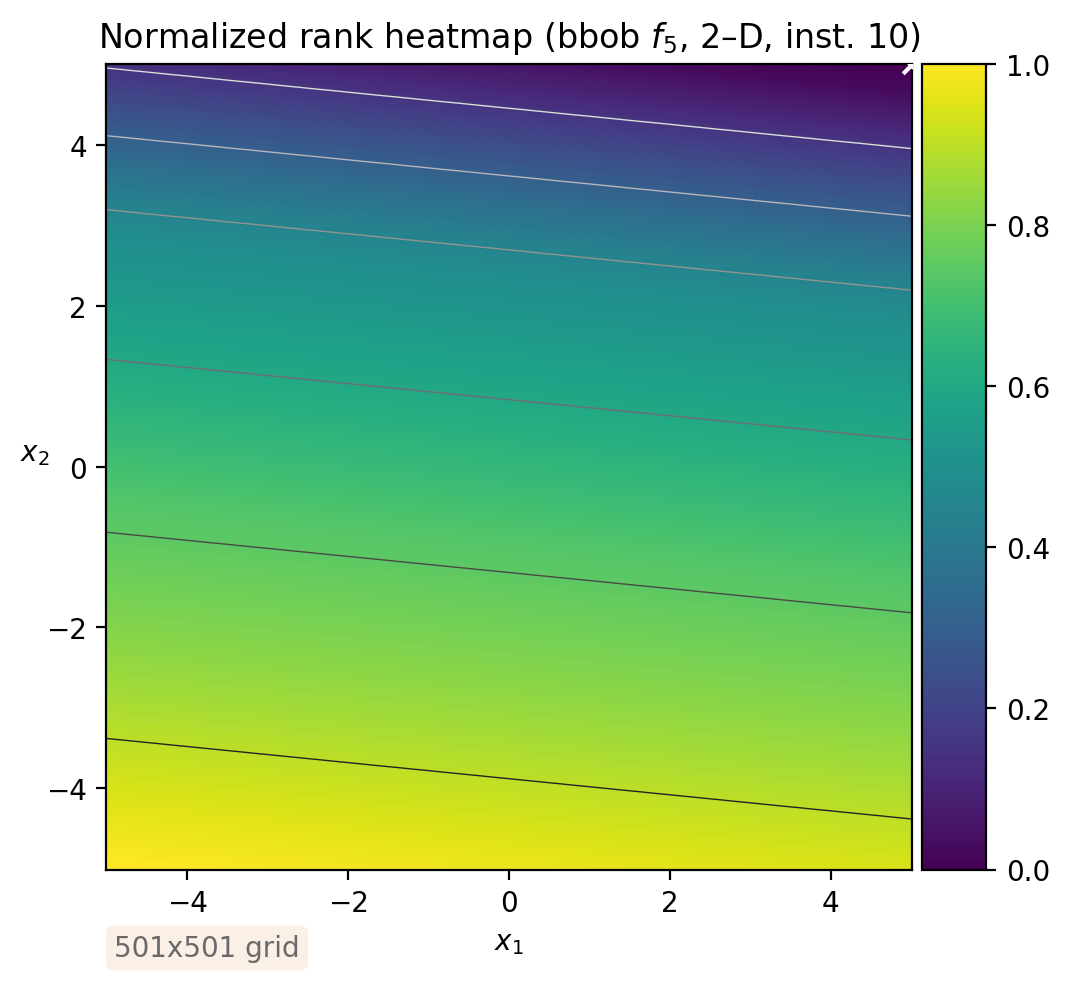 Normalized rank heatmap (bbob f₅, 2–D, inst. 10)
1.0
0.8
0.6
0.4
0.2
0.0
4
2
0
−2
−4
x₂
−4 −2 0 2 4
x₁
501x501 grid